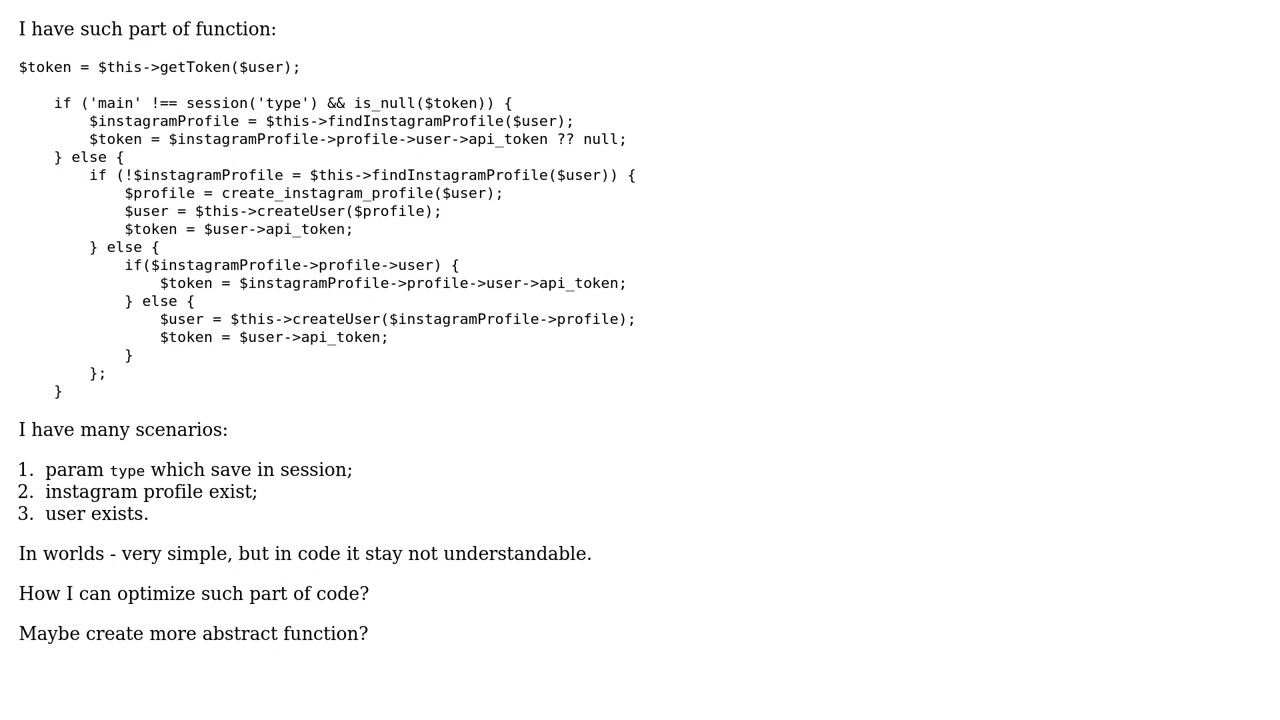 I have such part of function:
$token = $this->getToken($user);
if ('main' !== session('type') && is_null($token)) {
$instagramProfile = $this->findInstagramProfile($user);
$token = $instagramProfile->profile->user->api_token ?? null;
} else {
if (!$instagramProfile = $this->findInstagramProfile($user)) {
$profile = create_instagram_profile($user);
$user = $this->createUser($profile);
$token = $user->api_token;
} else {
if($instagramProfile->profile->user) {
$token = $instagramProfile->profile->user->api_token;
} else {
$user = $this->createUser($instagramProfile->profile);
$token = $user->api_token;
}
};
}
I have many scenarios:
1. param type which save in session;
2. instagram profile exist;
3. user exists.
In worlds - very simple, but in code it stay not understandable.
How I can optimize such part of code?
Maybe create more abstract function?